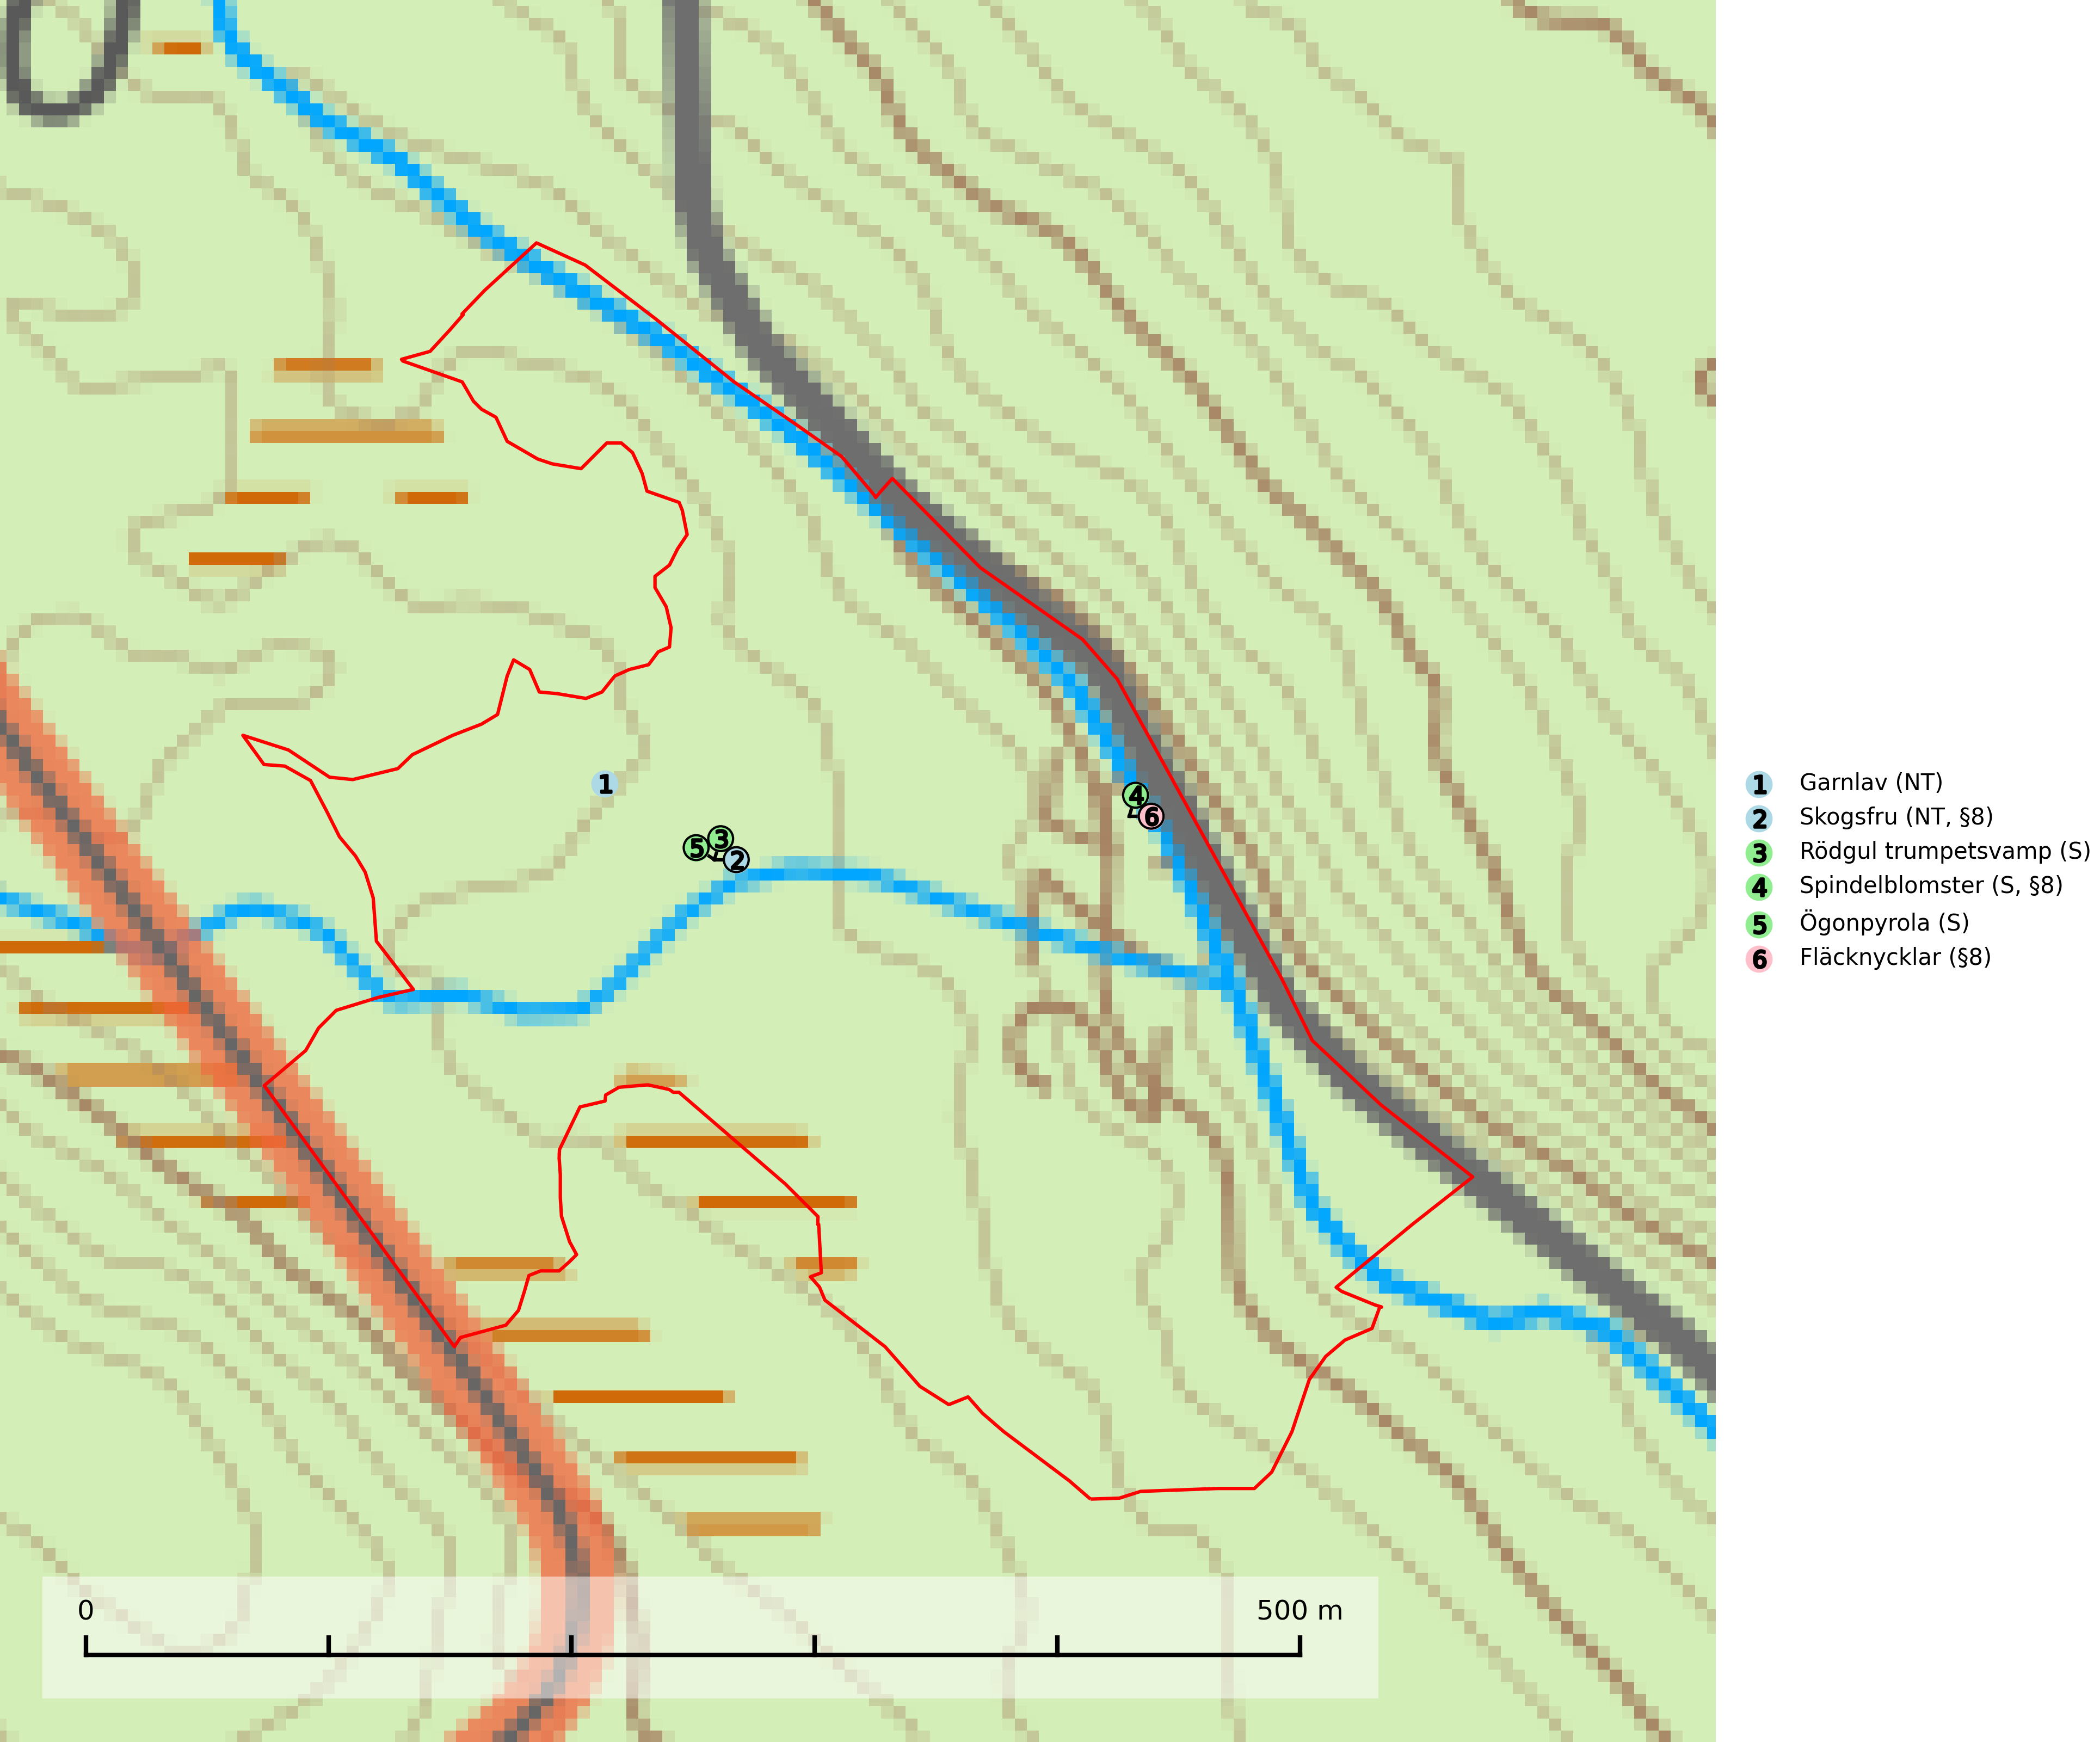 1
4
6
5 3
2
0 500 m
1 Garnlav (NT)
2 Skogsfru (NT, §8)
3 Rödgul trumpetsvamp (S)
4 Spindelblomster (S, §8)
5 Ögonpyrola (S)
6 Fläcknycklar (§8)